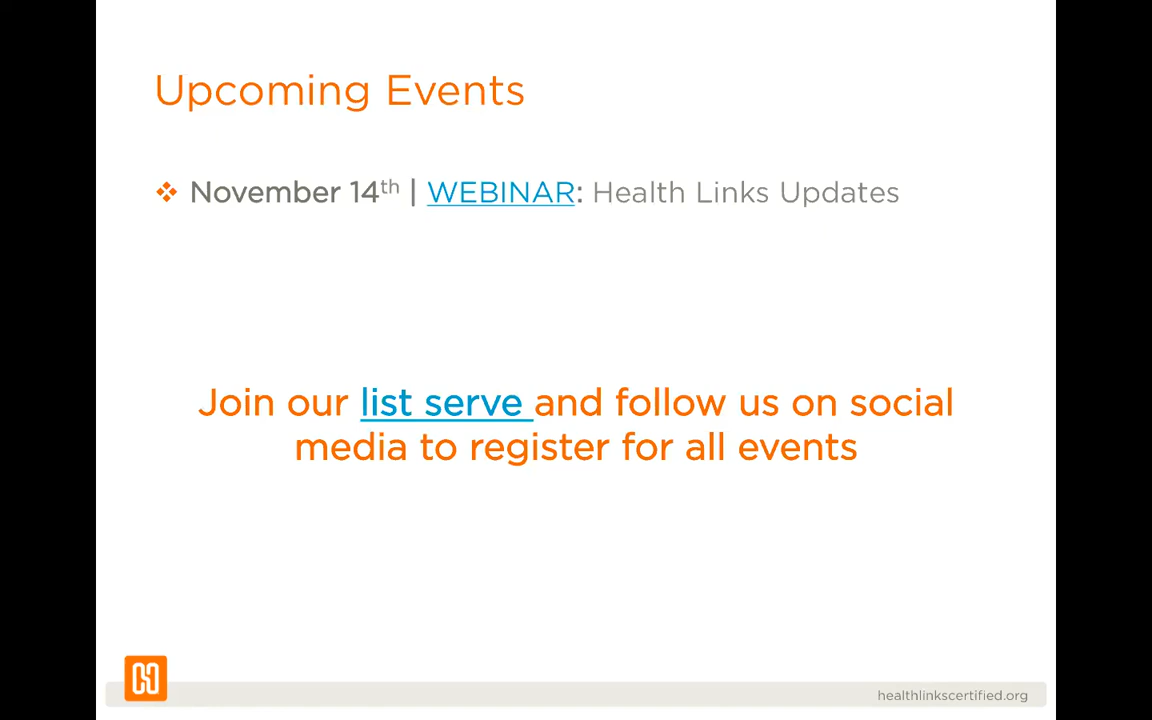 Upcoming Events
❖ November 14th | WEBINAR: Health Links Updates
Join our list serve and follow us on social
media to register for all events
healthlinkscertified.org